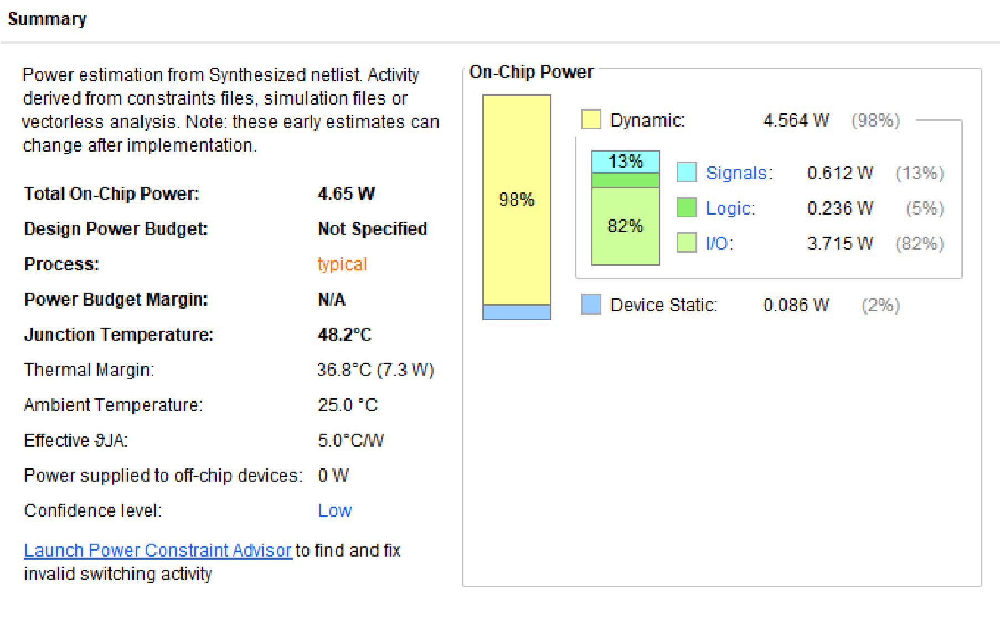 Summary
Power estimation from Synthesized netlist. Activity
derived from constraints files, simulation files or
vectorless analysis. Note: these early estimates can
change after implementation.
Total On-Chip Power: 4.65 W
Design Power Budget: Not Specified
Process: typical
Power Budget Margin: N/A
Junction Temperature: 48.2°C
Thermal Margin: 36.8°C (7.3 W)
Ambient Temperature: 25.0 °C
Effective ϑJA: 5.0°C/W
Power supplied to off-chip devices: 0 W
Confidence level: Low
Launch Power Constraint Advisor to find and fix
invalid switching activity
On-Chip Power
98%
Dynamic: 4.564 W (98%)
13%
82%
Signals: 0.612 W (13%)
Logic: 0.236 W (5%)
I/O: 3.715 W (82%)
Device Static: 0.086 W (2%)